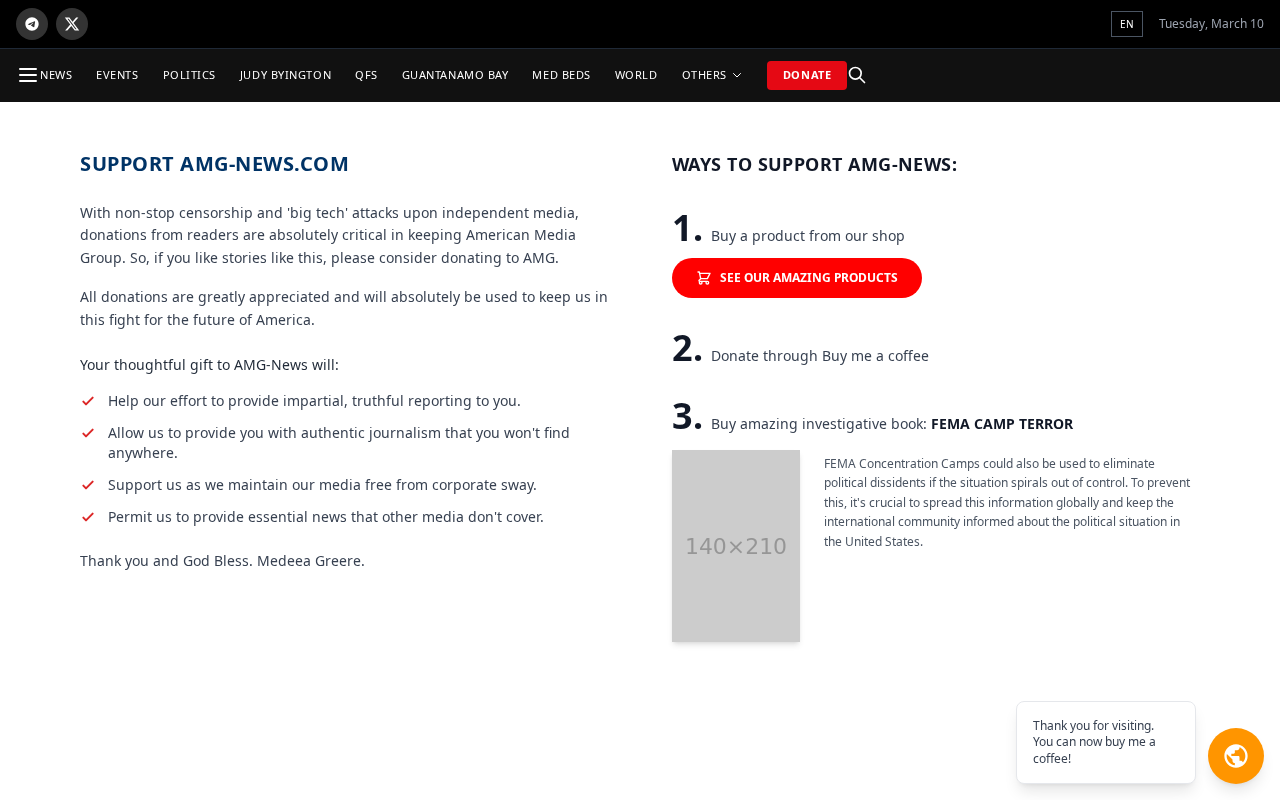 EN
Tuesday, March 10
NEWS EVENTS POLITICS JUDY BYINGTON QFS GUANTANAMO BAY MED BEDS WORLD OTHERS DONATE
SUPPORT AMG-NEWS.COM
With non-stop censorship and 'big tech' attacks upon independent media,
donations from readers are absolutely critical in keeping American Media
Group. So, if you like stories like this, please consider donating to AMG.
All donations are greatly appreciated and will absolutely be used to keep us in
this fight for the future of America.
Your thoughtful gift to AMG-News will:
Help our effort to provide impartial, truthful reporting to you.
Allow us to provide you with authentic journalism that you won't find
anywhere.
Support us as we maintain our media free from corporate sway.
Permit us to provide essential news that other media don't cover.
Thank you and God Bless. Medeea Greere.
WAYS TO SUPPORT AMG-NEWS:
1. Buy a product from our shop
SEE OUR AMAZING PRODUCTS
2. Donate through Buy me a coffee
3. Buy amazing investigative book: FEMA CAMP TERROR
140×210
FEMA Concentration Camps could also be used to eliminate
political dissidents if the situation spirals out of control. To prevent
this, it's crucial to spread this information globally and keep the
international community informed about the political situation in
the United States.
Thank you for visiting.
You can now buy me a
coffee!